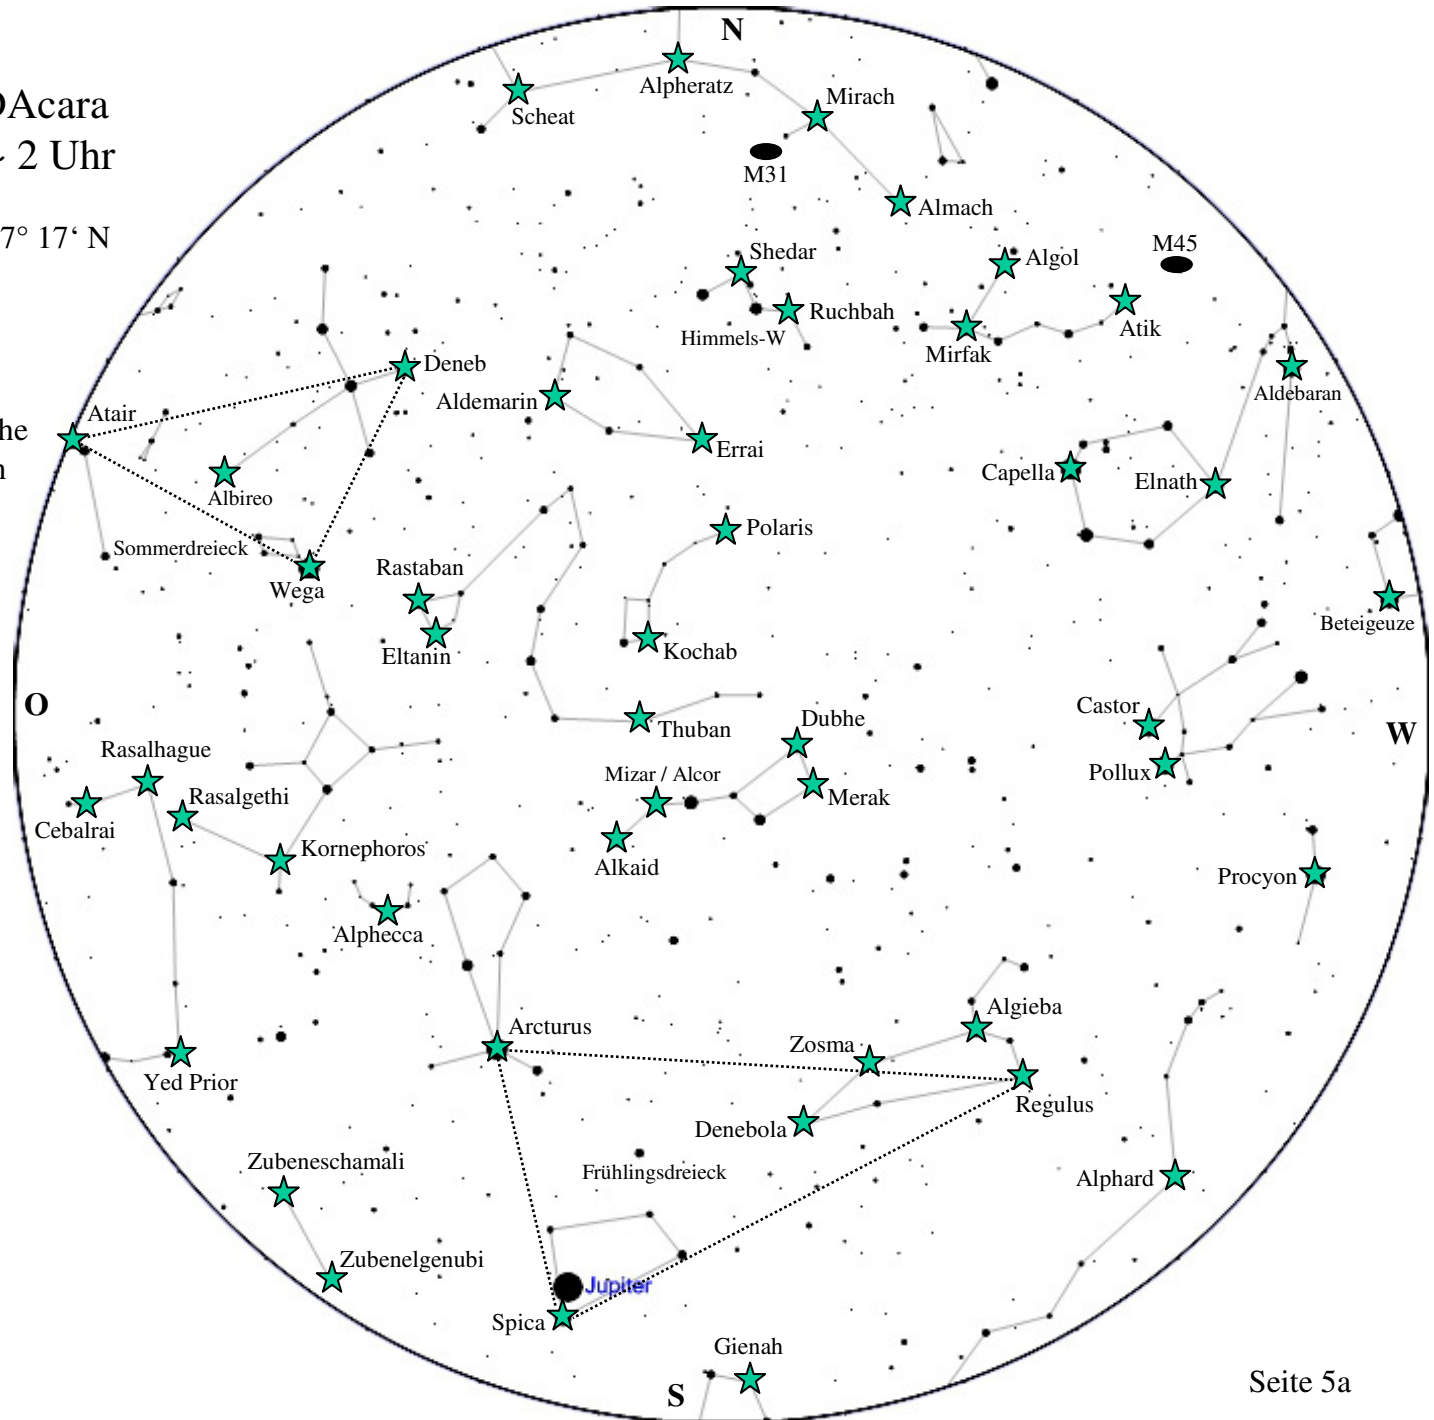 N
Alpheratz
Scheat
Mirach
Acara
2 Uhr
M31
Almach
7° 17‘ N
Shedar
Algol
M45
Ruchbah
Himmels-W
Mirfak
Atik
Deneb
Aldemarin
Aldebaran
Atair
he
n
Errai
Albireo
Capella
Elnath
Polaris
Sommerdreieck
Wega
Rastaban
Eltanin
Kochab
Beteigeuze
O
Thuban
Dubhe
Castor
W
Rasalhague
Mizar / Alcor
Pollux
Rasalgethi
Merak
Cebalrai
Kornephoros
Alkaid
Procyon
Alphecca
Algieba
Arcturus
Zosma
Yed Prior
Regulus
Denebola
Zubeneschamali
Frühlingsdreieck
Alphard
Zubenelgenubi
Jupiter
Spica
Gienah
S
Seite 5a